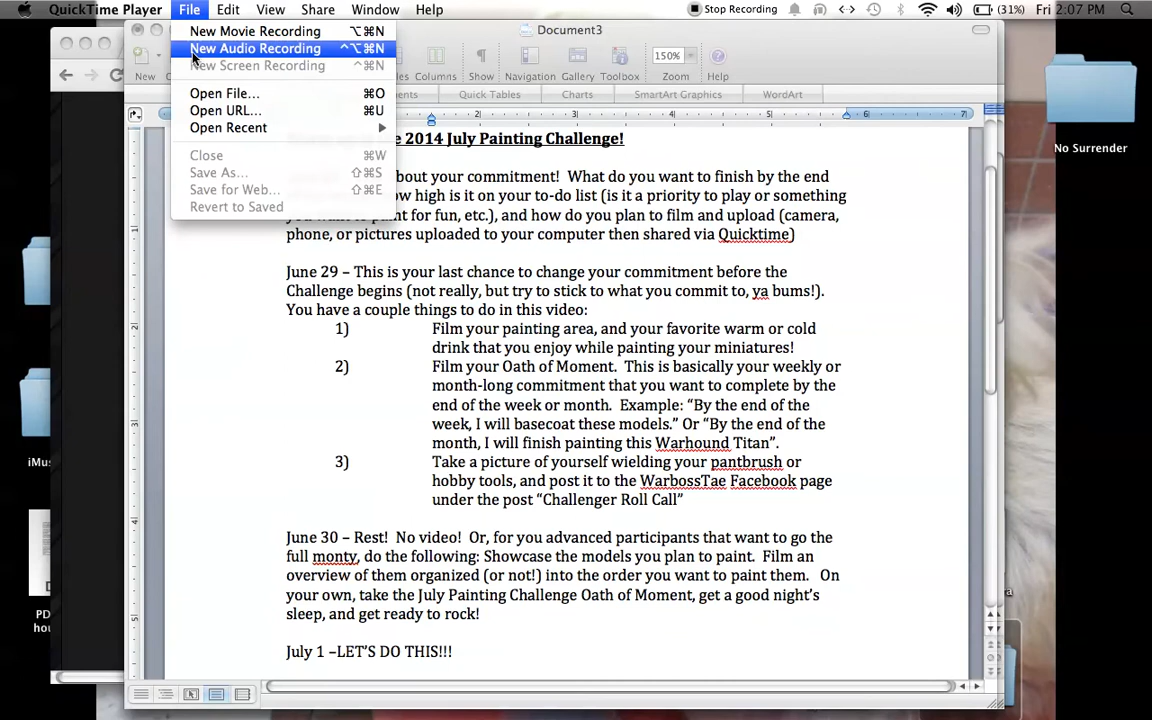 QuickTime Player File Edit View Share Window Help Stop Recording (31%) Fri 2:07 PM
New Movie Recording ⌥⌘N
New Audio Recording ^⌥⌘N
New Screen Recording ^⌘N
Open File... ⌘O
Open URL... ⌘U
Open Recent
Close ⌘W
Save As... ⇧⌘S
Save for Web... ⇧⌘E
Revert to Saved
Document3
150%
New Columns Show Navigation Gallery Toolbox Zoom Help
Quick Tables Charts SmartArt Graphics WordArt
2 3 4 5 6 7
e 2014 July Painting Challenge!
bout your commitment! What do you want to finish by the end
ow high is it on your to-do list (is it a priority to play or something
for fun, etc.), and how do you plan to film and upload (camera,
phone, or pictures uploaded to your computer then shared via Quicktime)
June 29 – This is your last chance to change your commitment before the
Challenge begins (not really, but try to stick to what you commit to, ya bums!).
You have a couple things to do in this video:
1) Film your painting area, and your favorite warm or cold
drink that you enjoy while painting your miniatures!
2) Film your Oath of Moment. This is basically your weekly or
month-long commitment that you want to complete by the
end of the week or month. Example: “By the end of the
week, I will basecoat these models.” Or “By the end of the
month, I will finish painting this Warhound Titan”.
3) Take a picture of yourself wielding your pantbrush or
hobby tools, and post it to the WarbossTae Facebook page
under the post “Challenger Roll Call”
June 30 – Rest! No video! Or, for you advanced participants that want to go the
full monty, do the following: Showcase the models you plan to paint. Film an
overview of them organized (or not!) into the order you want to paint them. On
your own, take the July Painting Challenge Oath of Moment, get a good night’s
sleep, and get ready to rock!
July 1 –LET’S DO THIS!!!
No Surrender
iMus
PD
hou